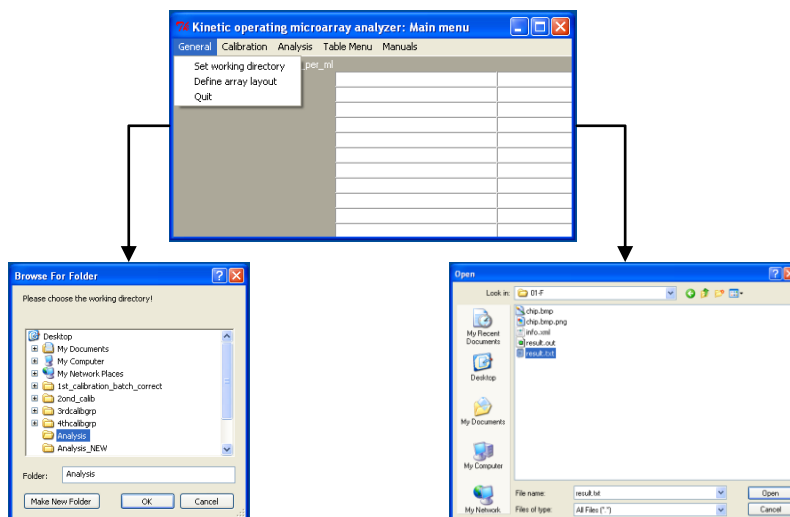 Kinetic operating microarray analyzer: Main menu
General Calibration Analysis Table Menu Manuals
Set working directory
_per_ml
Define array layout
Quit
Browse For Folder
Please choose the working directory!
Desktop
My Documents
My Computer
My Network Places
1st_calibration_batch_correct
2ond_calib
3rdcalibgrp
4thcalibgrp
Analysis
Analysis_NEW
Folder: Analysis
Make New Folder OK Cancel
Open
Look in: 01-F
My Recent Documents
Desktop
My Documents
My Computer
My Network
chip.bmp
chip.bmp.png
info.xml
result.out
result.txt
File name: result.txt Open
Files of type: All Files (*.*) Cancel